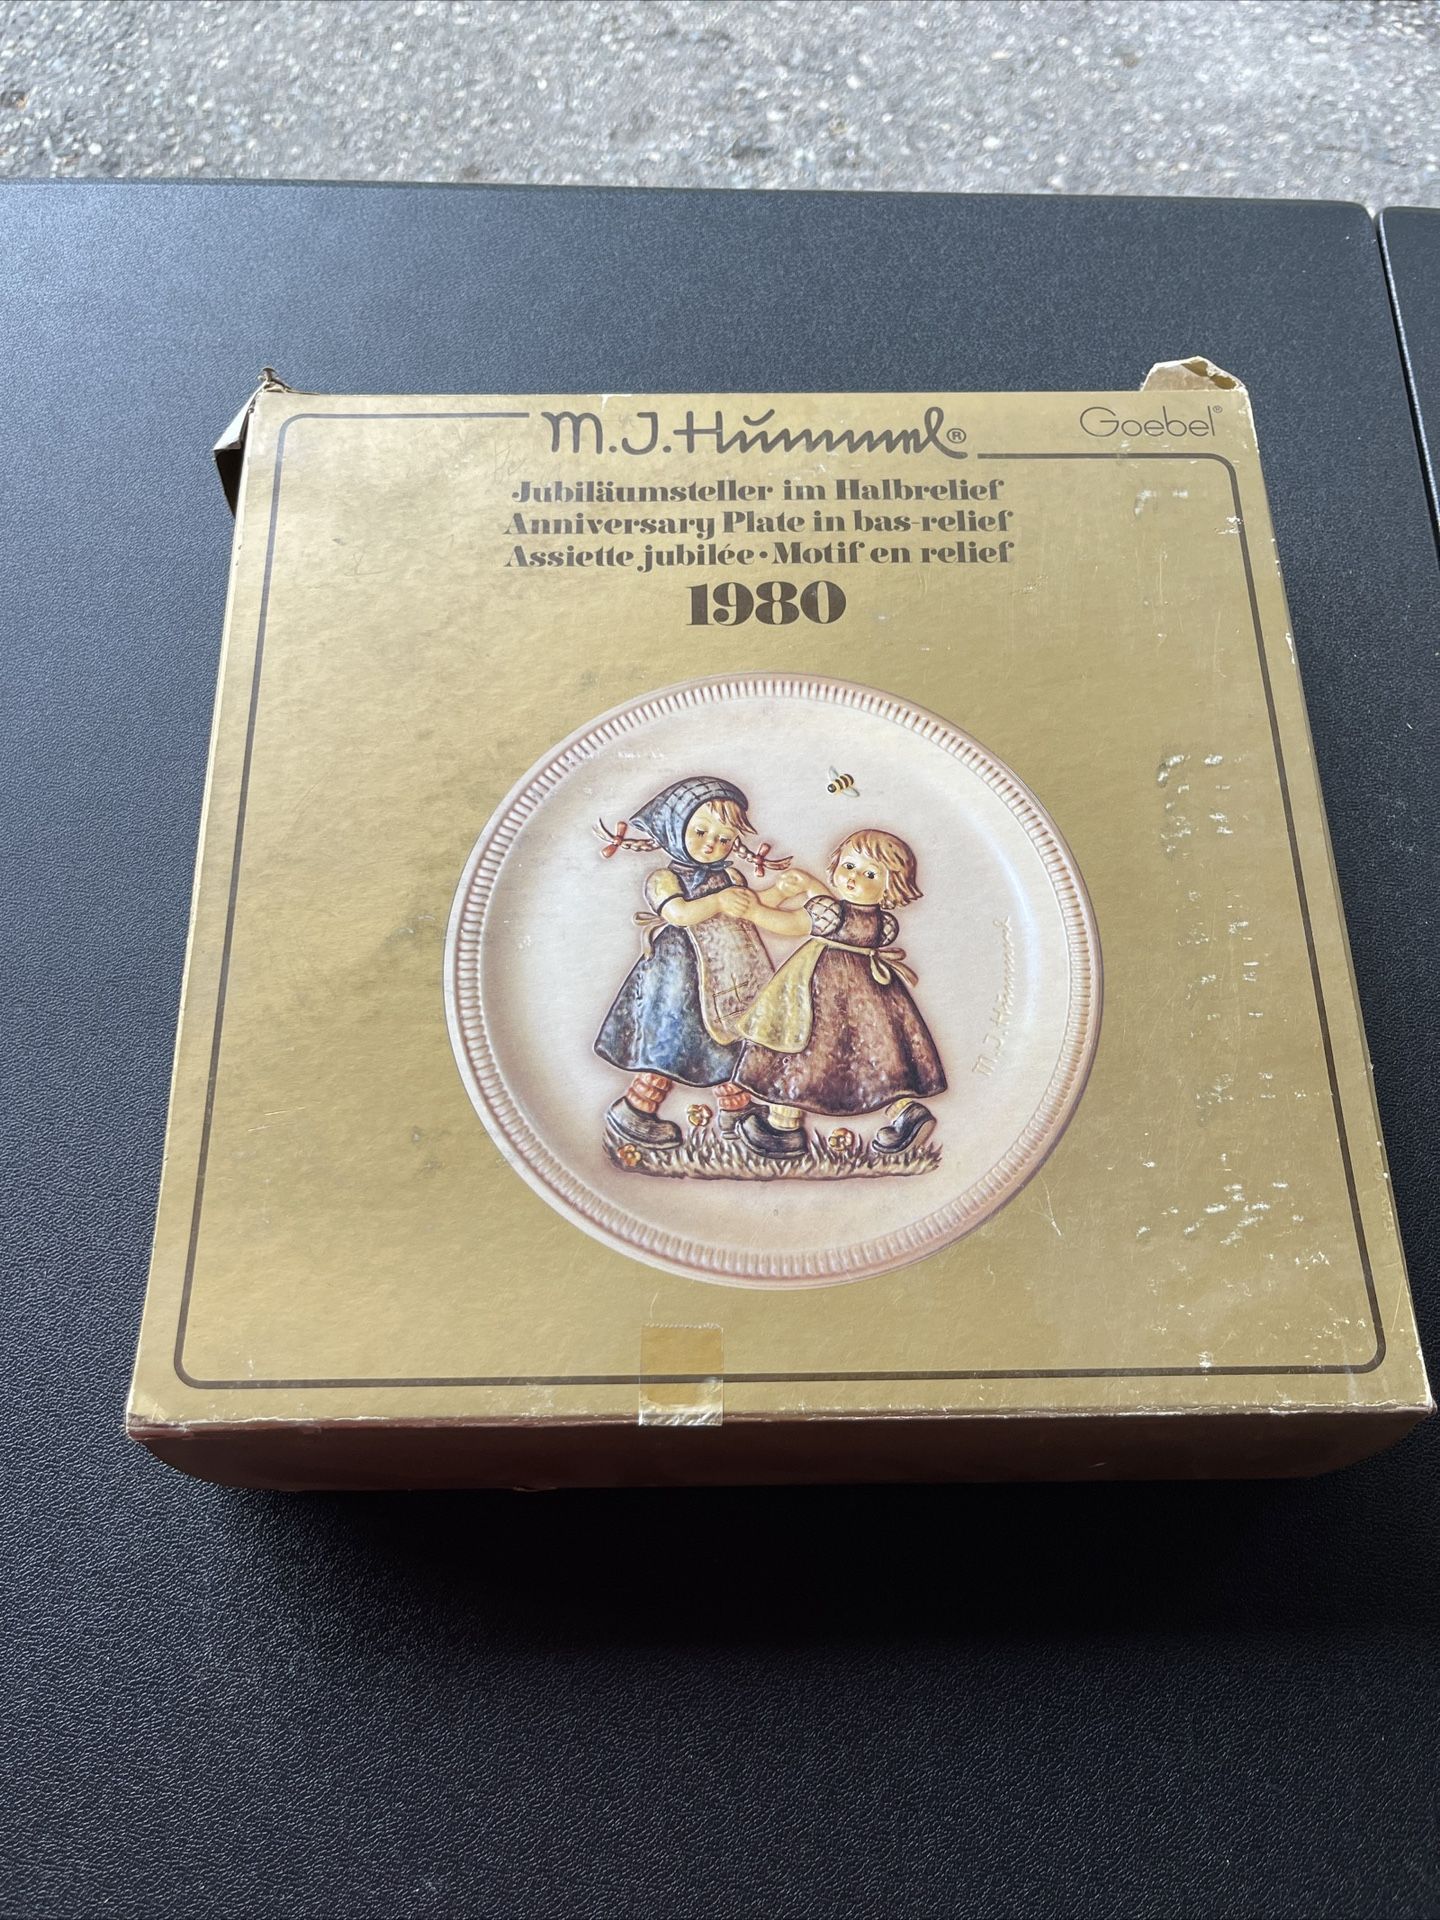 M.J.Hummel®
Goebel®
Jubiläumsteller im Halbrelief
Anniversary Plate in bas-relief
Assiette jubilée • Motif en relief
1980
M.J.Hummel